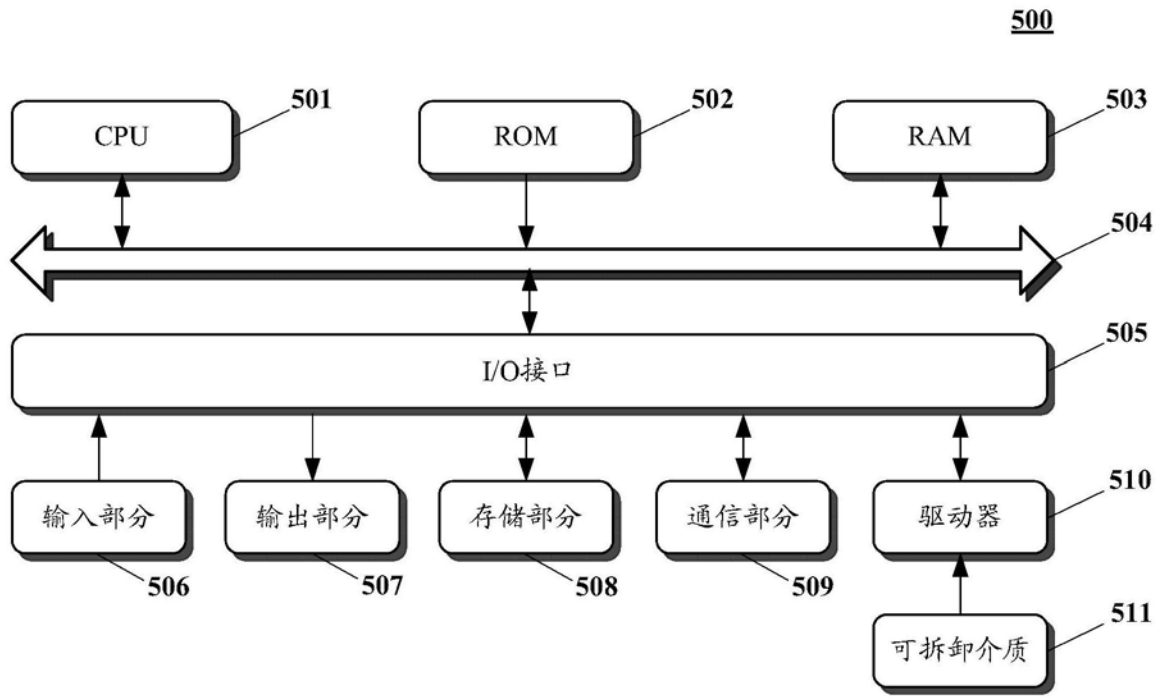 500
501
502
503
CPU
ROM
RAM
504
505
I/O接口
输入部分
输出部分
存储部分
通信部分
驱动器
510
506
507
508
509
511
可拆卸介质